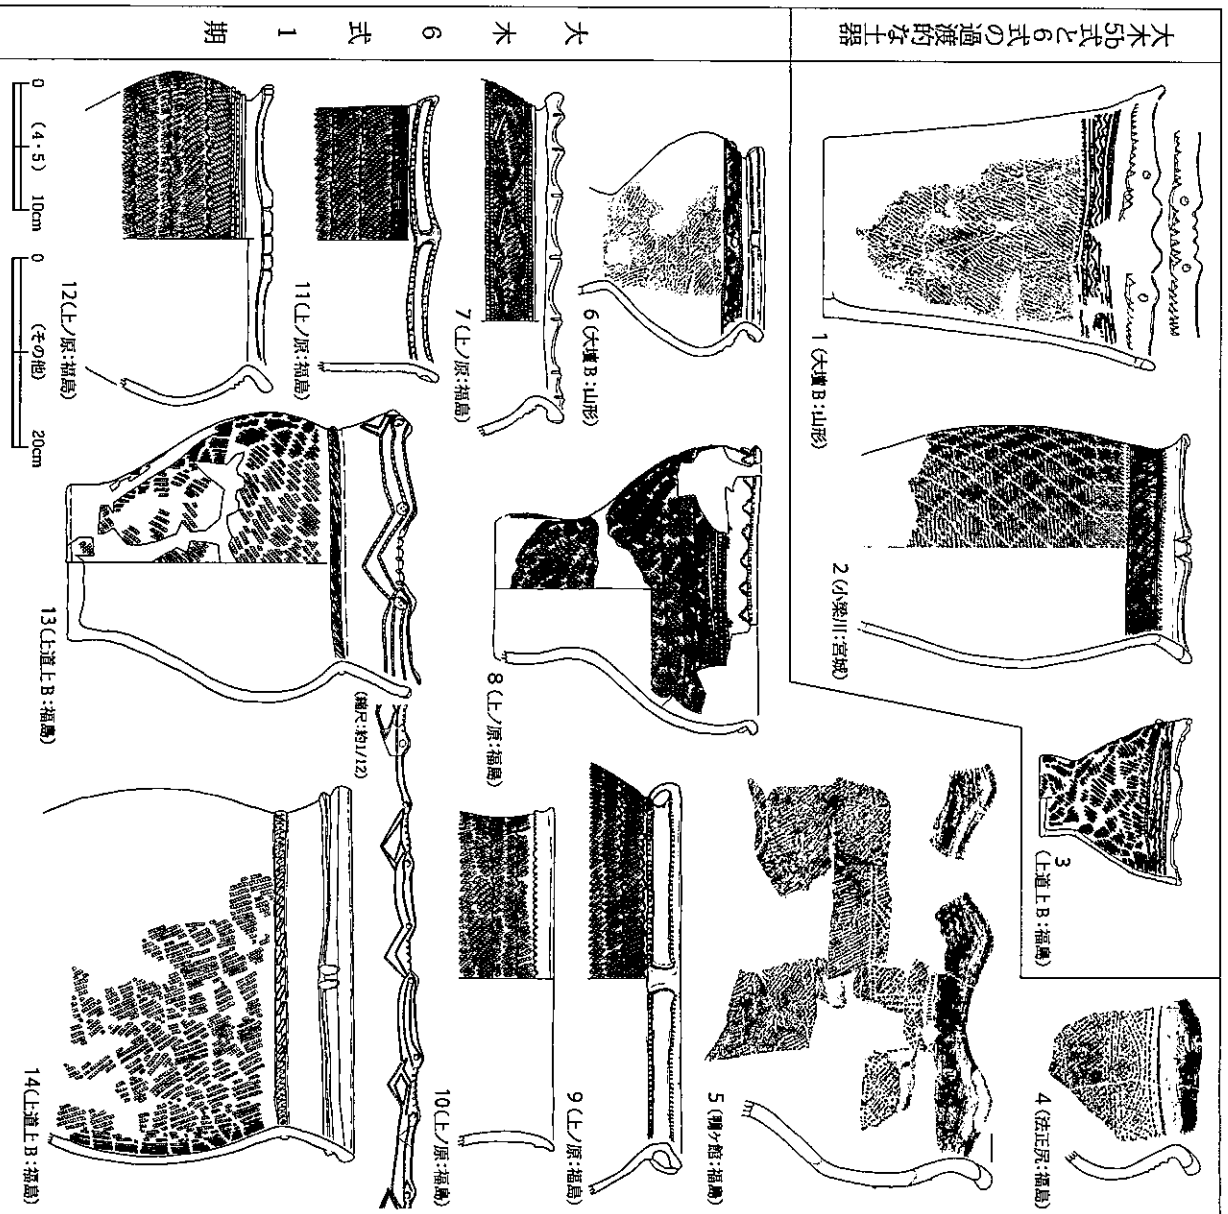 大木5b式と6式の過渡的な土器
大木6式1期
1 (大壇B:山形)
2 (小梁川:宮城)
3
(上道上B:福島)
4 (法正尻:福島)
5 (鴨ヶ館:福島)
6 (大壇B:山形)
7 (上ノ原:福島)
8 (上ノ原:福島)
9 (上ノ原:福島)
10 (上ノ原:福島)
11 (上ノ原:福島)
12 (上ノ原:福島)
13 (上道上B:福島)
(縮尺:約1/12)
14 (上道上B:福島)
0 (4・5) 10cm
0 (その他) 20cm